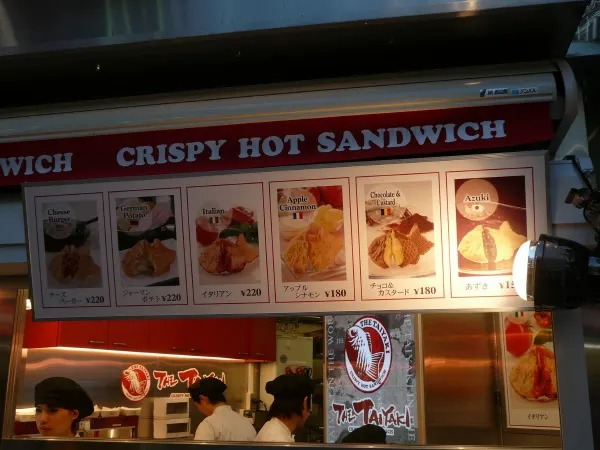 WICH CRISPY HOT SANDWICH
Cheese
Burger
チーズ
バーガー ¥220
German
Potato
ジャーマン
ポテト ¥220
Italian
イタリアン ¥220
Apple
Cinnamon
アップル
シナモン ¥180
Chocolate &
Custard
チョコ&
カスタード ¥180
Azuki
あずき
THE TAIYAKI
THE TAIYAKI
THE TAIYAKI
イタリアン